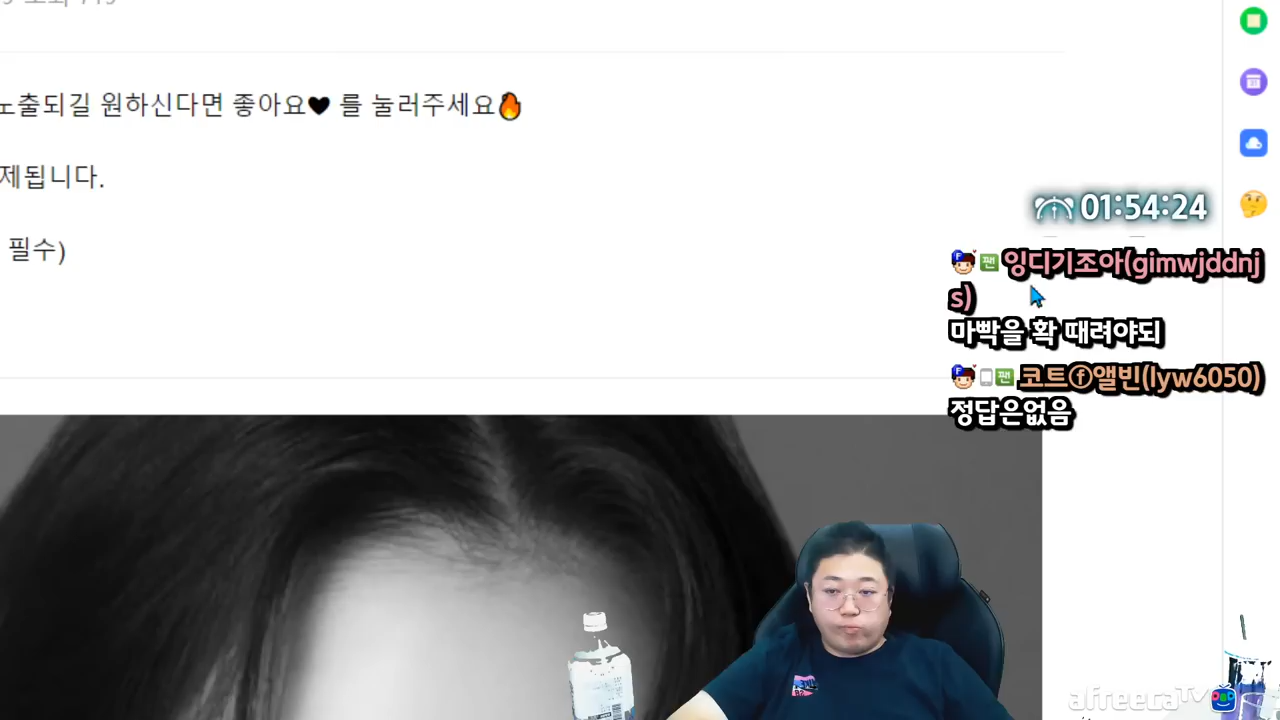 노출되길 원하신다면 좋아요🖤 를 눌러주세요🔥
제됩니다.
필수)
01:54:24
잉디기조아(gimwjddnj
s)
마빡을 확 때려야되
코트ⓕ앨빈(lyw6050)
정답은없음
afreecaTV